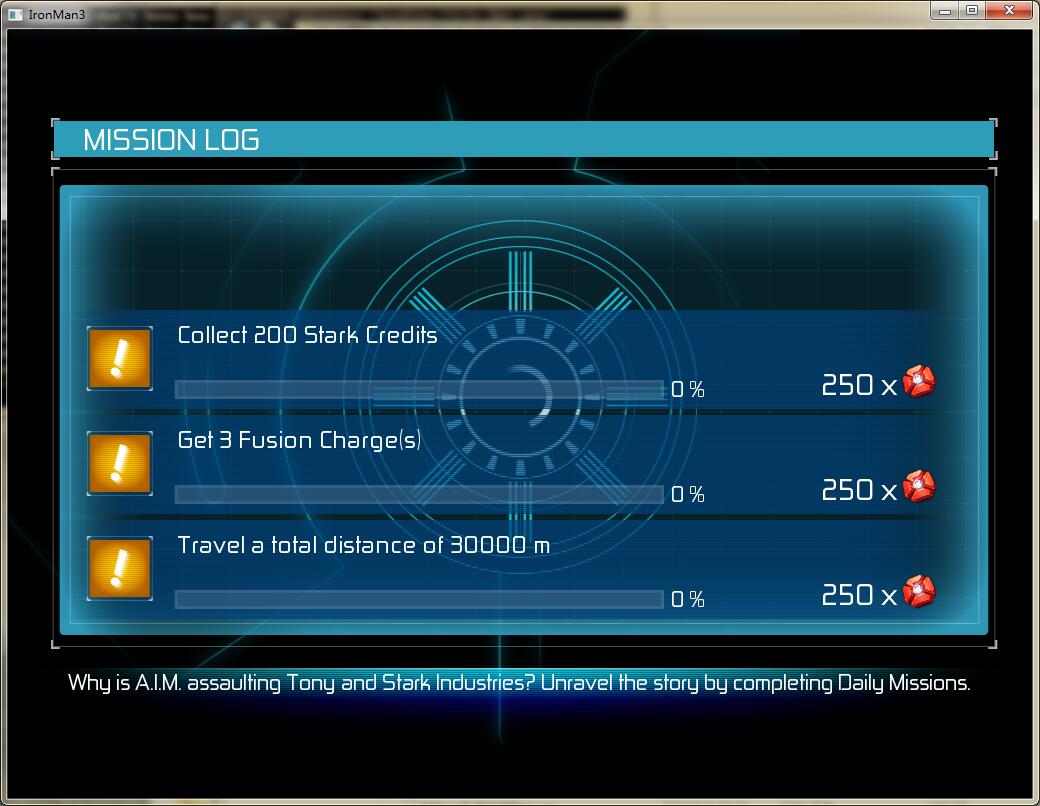 IronMan3
MISSION LOG
Collect 200 Stark Credits
0 %
250 x
Get 3 Fusion Charge(s)
0 %
250 x
Travel a total distance of 30000 m
0 %
250 x
Why is A.I.M. assaulting Tony and Stark Industries? Unravel the story by completing Daily Missions.